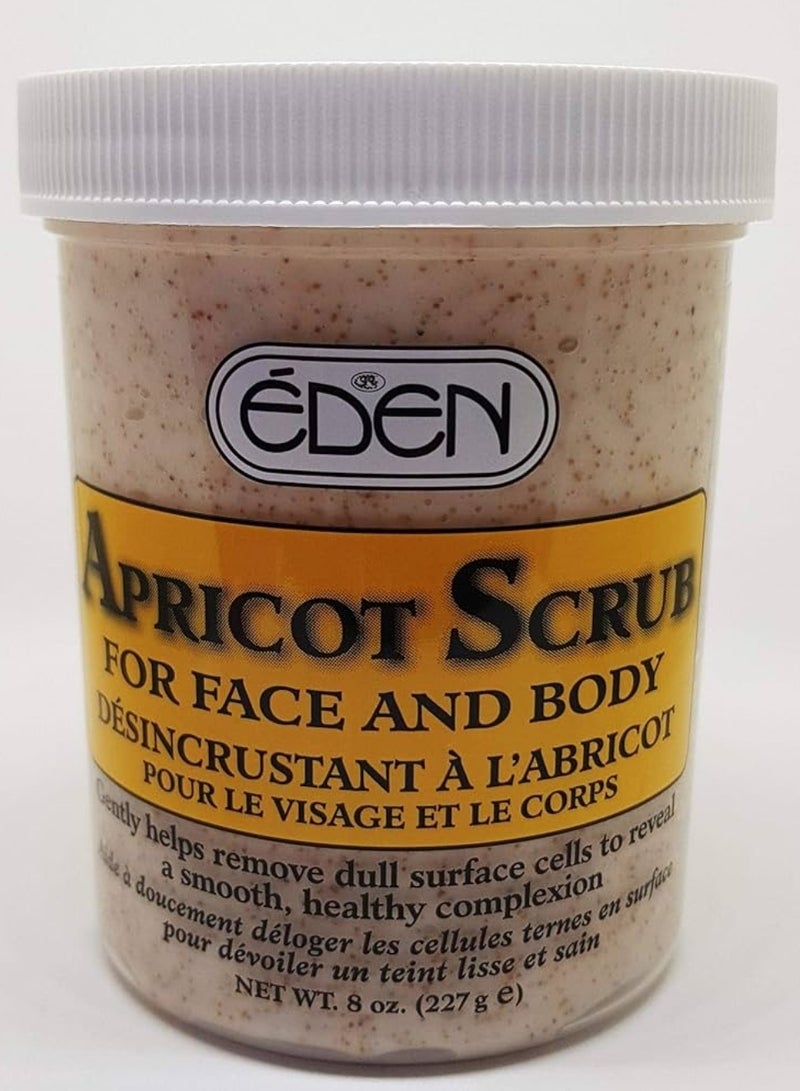 ÉDEN
APRICOT SCRUB
FOR FACE AND BODY
DÉSINCRUSTANT À L'ABRICOT
POUR LE VISAGE ET LE CORPS
Gently helps remove dull surface cells to reveal
a smooth, healthy complexion
Aide à doucement déloger les cellules ternes en surface
pour dévoiler un teint lisse et sain
NET WT. 8 oz. (227 g e)